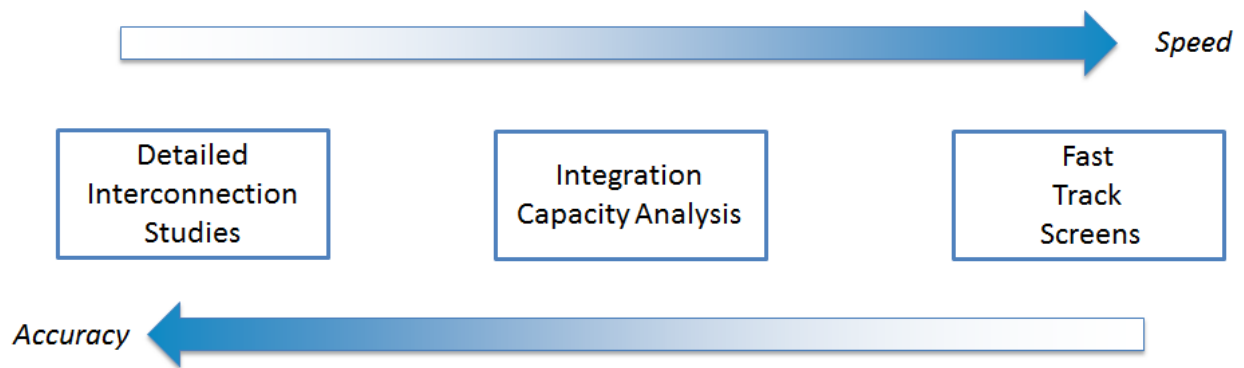 Speed
Detailed
Interconnection
Studies
Integration
Capacity Analysis
Fast
Track
Screens
Accuracy